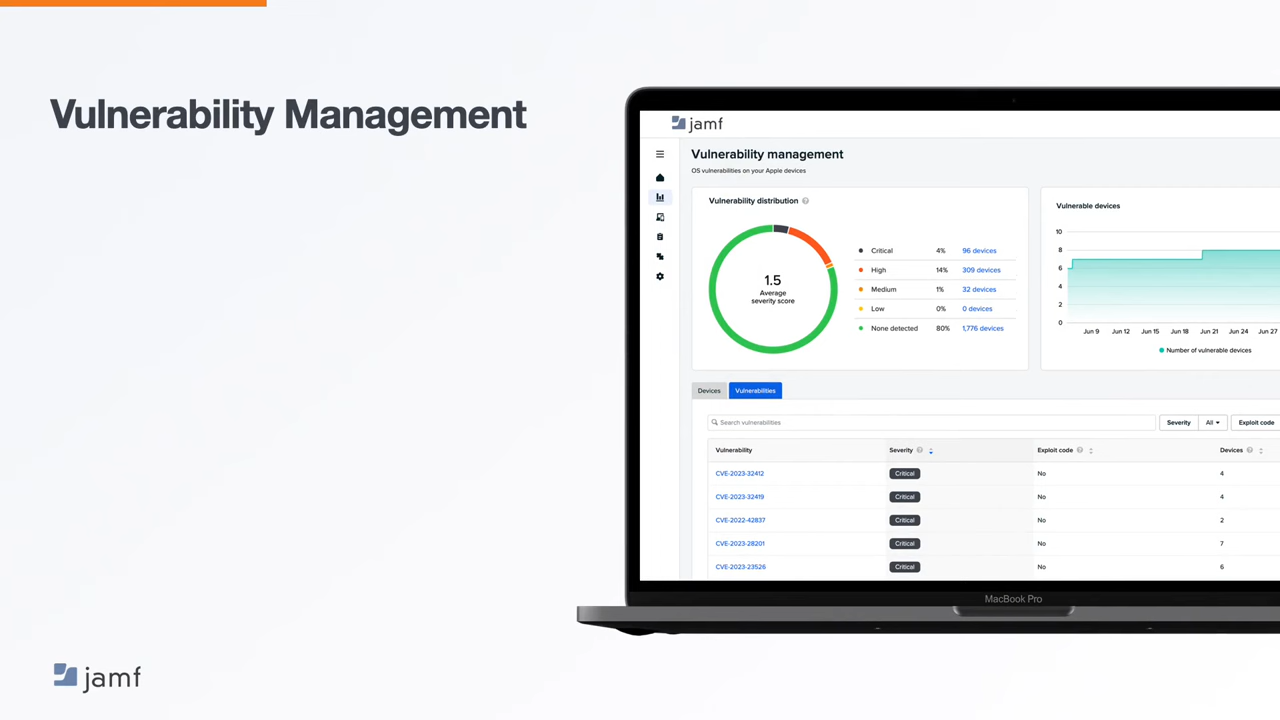 Vulnerability Management
jamf
Vulnerability management
OS vulnerabilities on your Apple devices
Vulnerability distribution ?
1.5
Average
severity score
Critical 4% 96 devices
High 14% 309 devices
Medium 1% 32 devices
Low 0% 0 devices
None detected 80% 1,776 devices
Vulnerable devices
10
8
6
4
2
0
Jun 9 Jun 12 Jun 15 Jun 18 Jun 21 Jun 24 Jun 27
Number of vulnerable devices
Devices Vulnerabilities
Search vulnerabilities Severity All Exploit code
Vulnerability Severity ? Exploit code ? Devices ?
CVE-2023-32412 Critical No 4
CVE-2023-32419 Critical No 4
CVE-2022-42837 Critical No 2
CVE-2023-28201 Critical No 7
CVE-2023-23526 Critical No 6
MacBook Pro
jamf